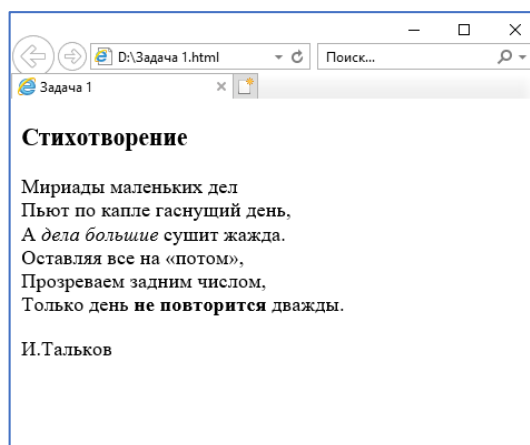 D:\Задача 1.html
Поиск...
Задача 1
Стихотворение
Мириады маленьких дел
Пьют по капле гаснущий день,
А дела большие сушит жажда.
Оставляя все на «потом»,
Прозреваем задним числом,
Только день не повторится дважды.
И.Тальков